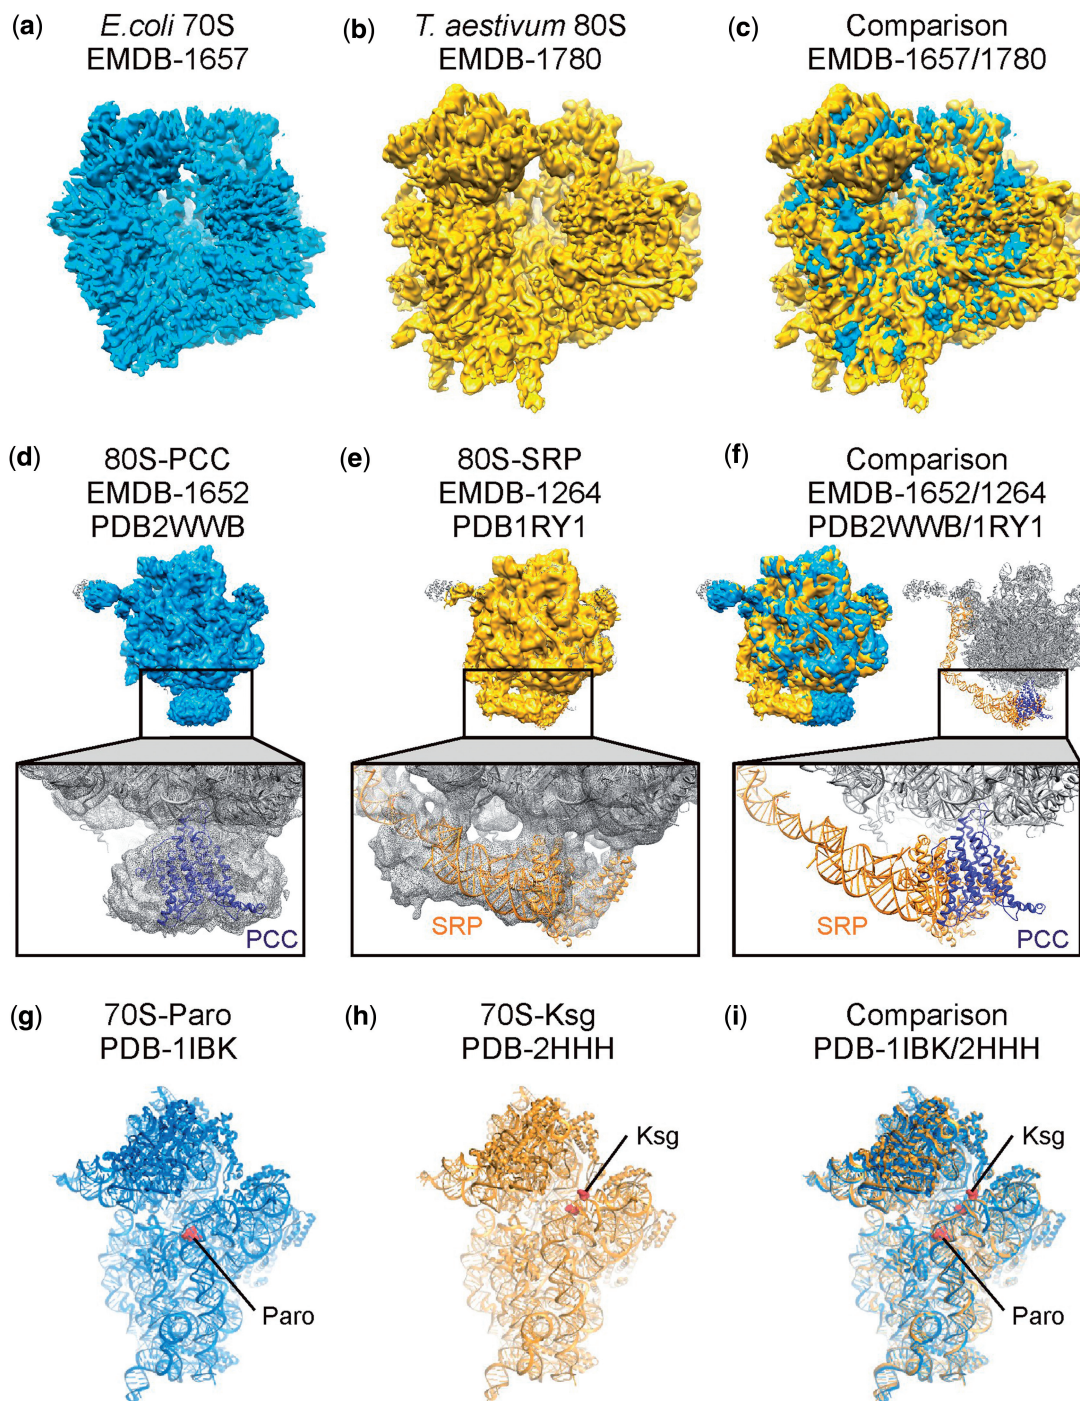 (a)
E.coli 70S
EMDB-1657
(b)
T. aestivum 80S
EMDB-1780
(c)
Comparison
EMDB-1657/1780
(d)
80S-PCC
EMDB-1652
PDB2WWB
(e)
80S-SRP
EMDB-1264
PDB1RY1
(f)
Comparison
EMDB-1652/1264
PDB2WWB/1RY1
PCC
SRP
SRP
PCC
(g)
70S-Paro
PDB-1IBK
(h)
70S-Ksg
PDB-2HHH
(i)
Comparison
PDB-1IBK/2HHH
Paro
Ksg
Ksg
Paro